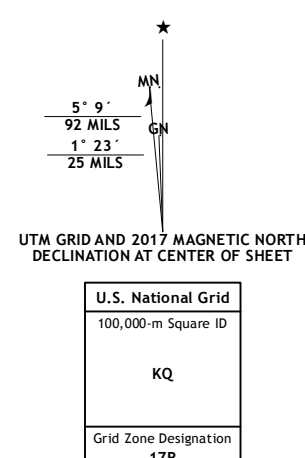 MN
5° 9´
92 MILS
GN
1° 23´
25 MILS
UTM GRID AND 2017 MAGNETIC NORTH
DECLINATION AT CENTER OF SHEET
U.S. National Grid
100,000-m Square ID
KQ
Grid Zone Designation